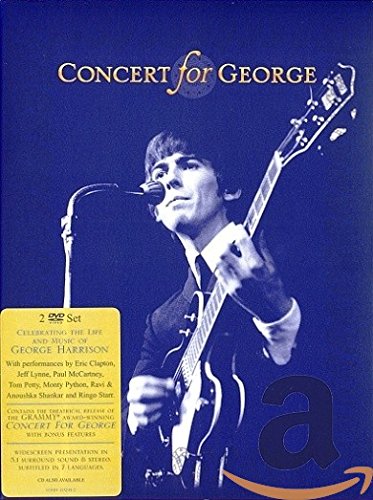 CONCERT for GEORGE
2 DVD Set
CELEBRATING THE LIFE
AND MUSIC OF
GEORGE HARRISON
With performances by Eric Clapton,
Jeff Lynne, Paul McCartney,
Tom Petty, Monty Python, Ravi &
Anoushka Shankar and Ringo Starr.
CONTAINS THE THEATRICAL RELEASE OF
THE GRAMMY® AWARD-WINNING
CONCERT FOR GEORGE
WITH BONUS FEATURES
WIDESCREEN PRESENTATION IN
5.1 SURROUND SOUND & STEREO,
SUBTITLED IN 7 LANGUAGES.
CD ALSO AVAILABLE
a